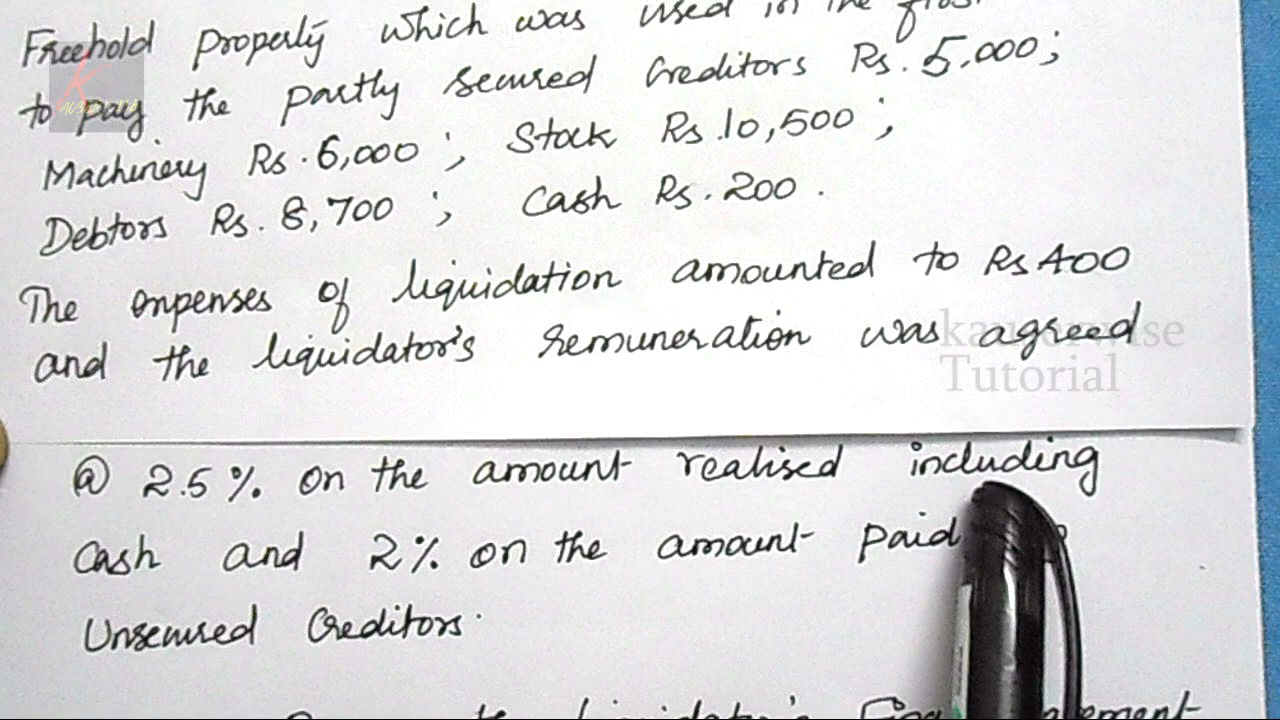 Freehold property which was used in the first
to pay the partly secured Creditors Rs. 5,000;
Machinery Rs. 6,000 ; Stock Rs. 10,500 ;
Debtors Rs. 8,700 ; Cash Rs. 200 .
The expenses of liquidation amounted to Rs 400
and the liquidator's remuneration was agreed
kauserwise
Tutorial
@ 2.5% on the amount realised including
Cash and 2% on the amount paid
Unsecured Creditors.